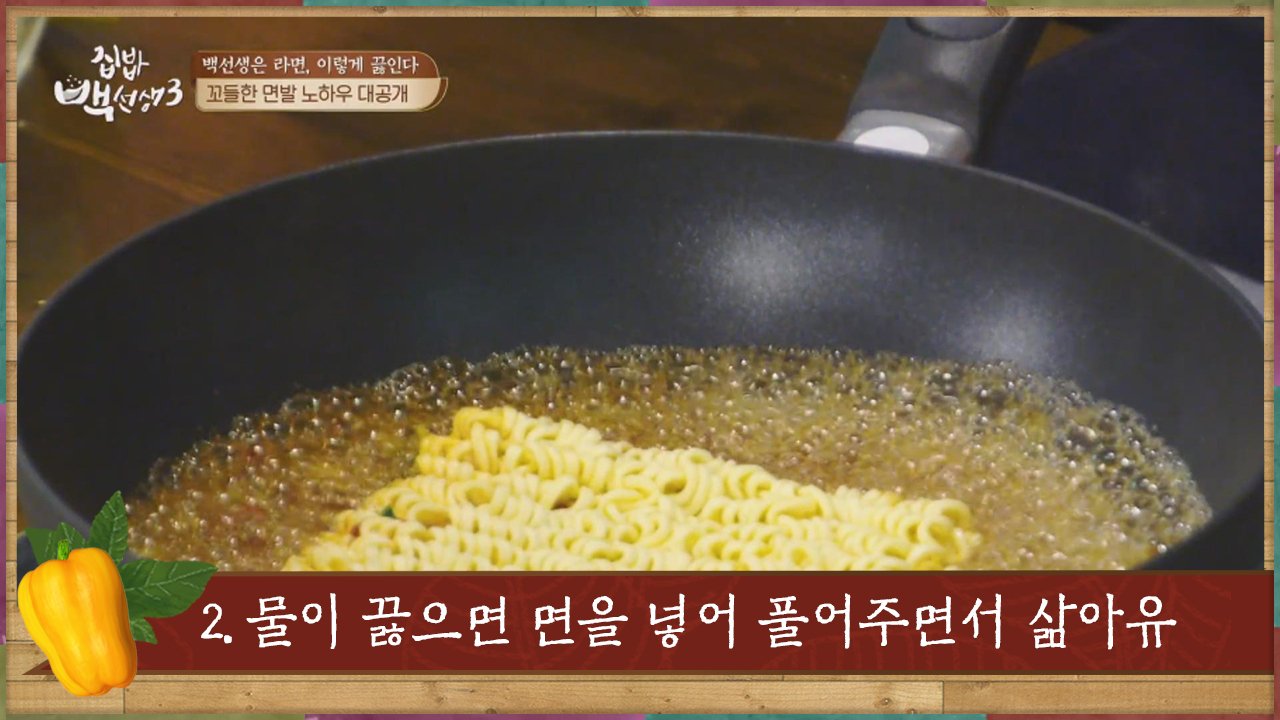 집밥
백선생3
백선생은 라면, 이렇게 끓인다
꼬들한 면발 노하우 대공개
2. 물이 끓으면 면을 넣어 풀어주면서 삶아유